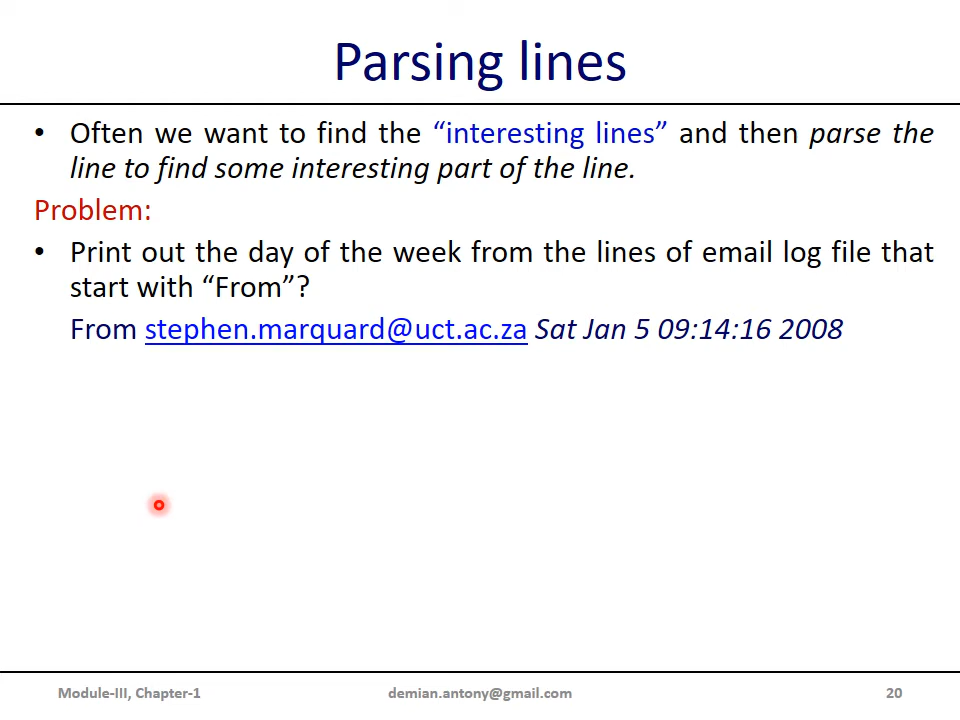 Parsing lines
• Often we want to find the “interesting lines” and then parse the
line to find some interesting part of the line.
Problem:
• Print out the day of the week from the lines of email log file that
start with “From”?
From stephen.marquard@uct.ac.za Sat Jan 5 09:14:16 2008
Module-III, Chapter-1 demian.antony@gmail.com 20